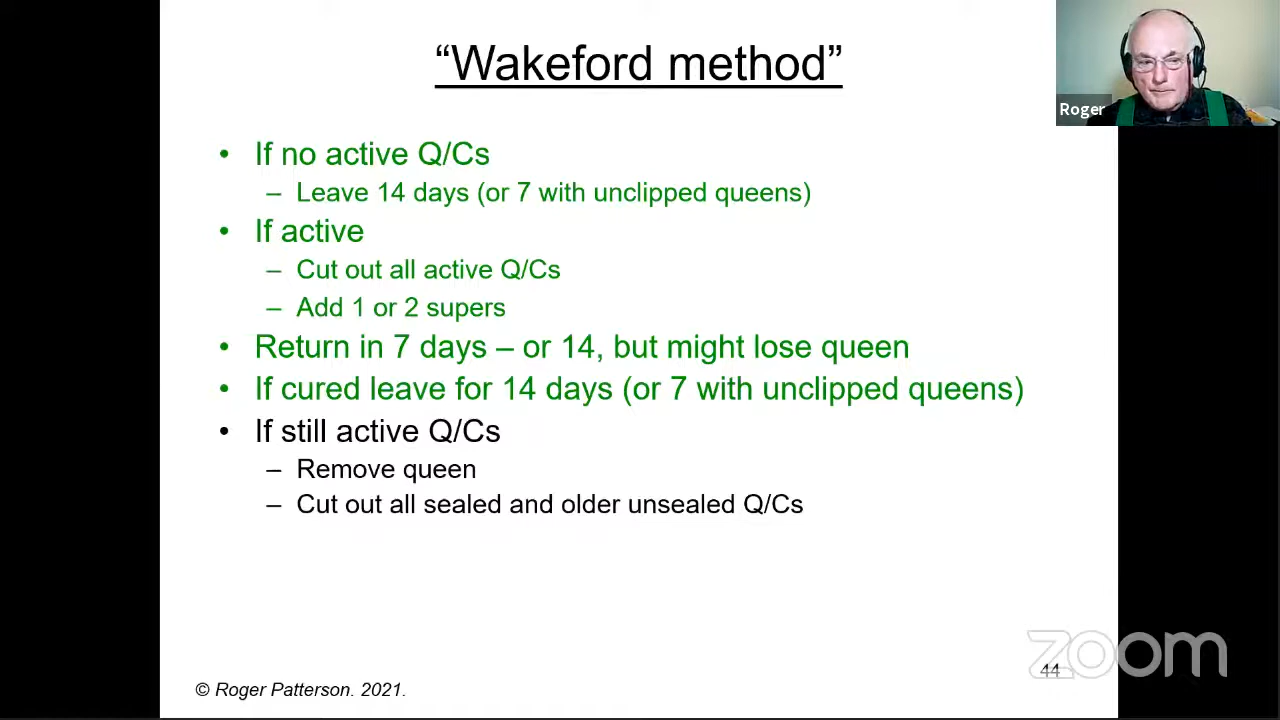 “Wakeford method”
Roger
• If no active Q/Cs
– Leave 14 days (or 7 with unclipped queens)
• If active
– Cut out all active Q/Cs
– Add 1 or 2 supers
• Return in 7 days – or 14, but might lose queen
• If cured leave for 14 days (or 7 with unclipped queens)
• If still active Q/Cs
– Remove queen
– Cut out all sealed and older unsealed Q/Cs
zoom
44
© Roger Patterson. 2021.